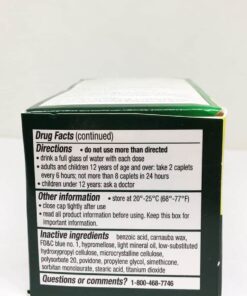 Drug Facts (continued)
Directions • do not use more than directed
• drink a full glass of water with each dose
• adults and children 12 years of age and over: take 2 caplets
every 6 hours; not more than 8 caplets in 24 hours
• children under 12 years: ask a doctor
Other information • store at 20°-25°C (68°-77°F)
• close cap tightly after use
• read all product information before using. Keep this box for
important information.
Inactive ingredients benzoic acid, carnauba wax,
FD&C blue no. 1, hypromellose, light mineral oil, low-substituted
hydroxypropyl cellulose, microcrystalline cellulose,
polysorbate 20, povidone, propylene glycol, simethicone,
sorbitan monolaurate, stearic acid, titanium dioxide
Questions or comments? 1-800-468-7746